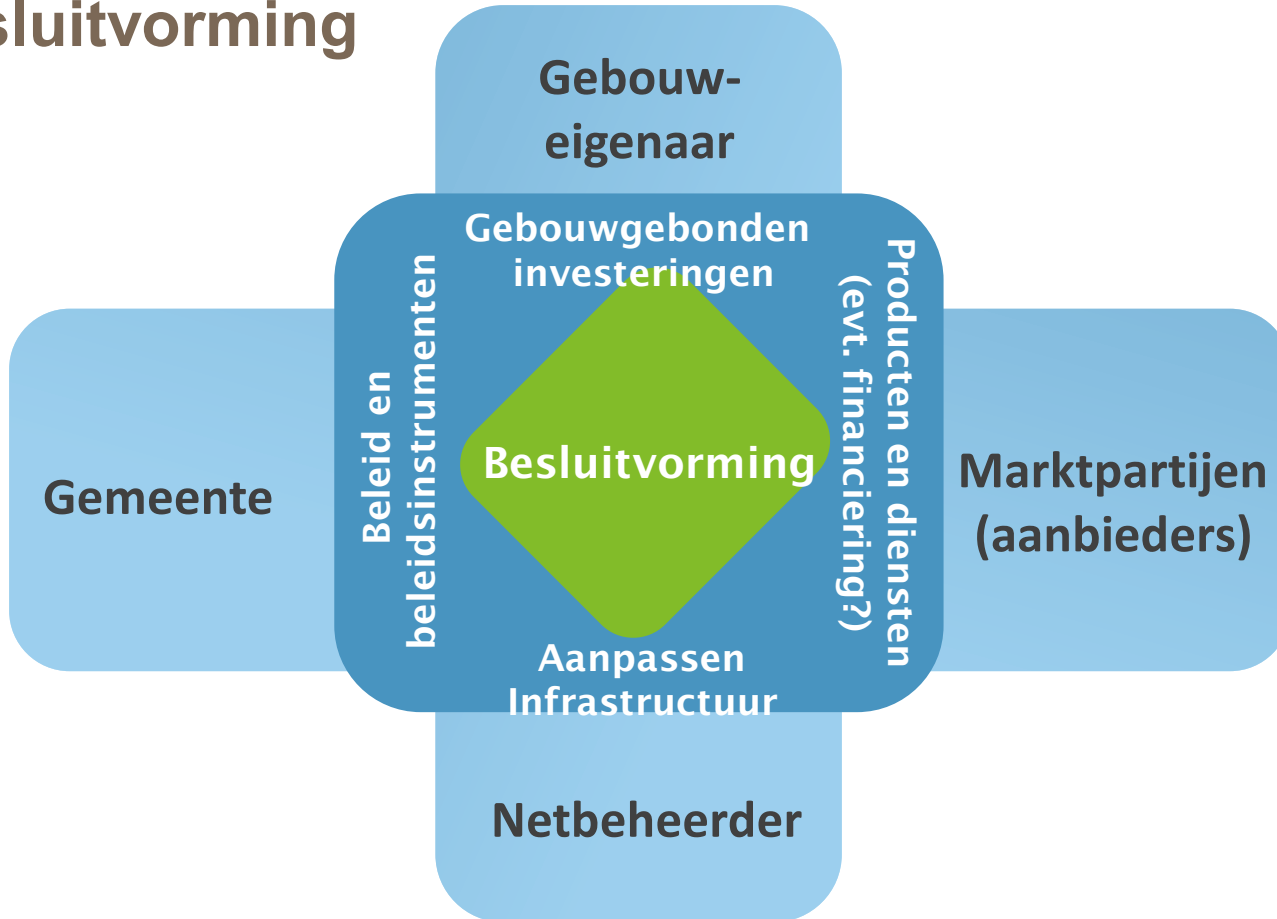 sluitvorming
Gebouw-
eigenaar
Gebouwgebonden
investeringen
Beleid en
beleidsinstrumenten
Producten en diensten
(evt. financiering?)
Gemeente
Besluitvorming
Marktpartijen
(aanbieders)
Aanpassen
Infrastructuur
Netbeheerder